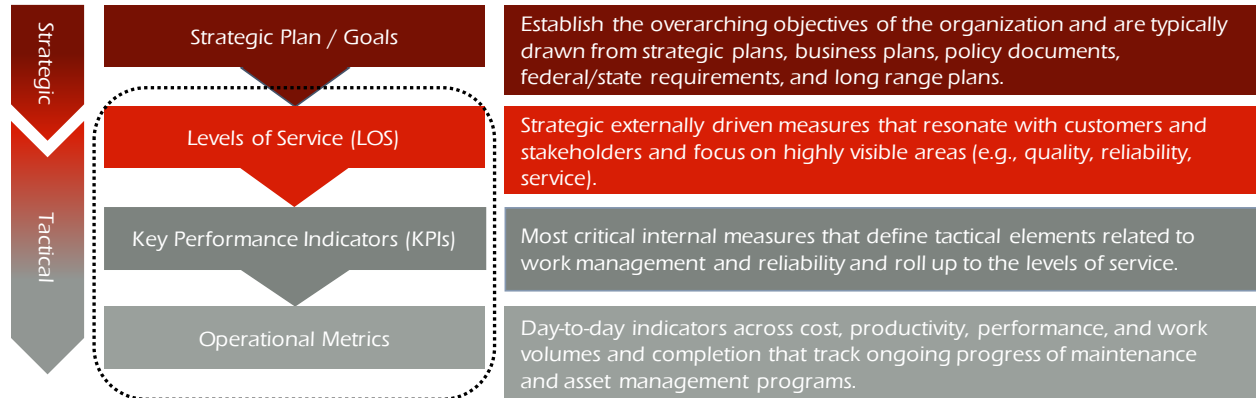 Strategic
Tactical
Strategic Plan / Goals
Establish the overarching objectives of the organization and are typically
drawn from strategic plans, business plans, policy documents,
federal/state requirements, and long range plans.
Levels of Service (LOS)
Strategic externally driven measures that resonate with customers and
stakeholders and focus on highly visible areas (e.g., quality, reliability,
service).
Key Performance Indicators (KPIs)
Most critical internal measures that define tactical elements related to
work management and reliability and roll up to the levels of service.
Operational Metrics
Day-to-day indicators across cost, productivity, performance, and work
volumes and completion that track ongoing progress of maintenance
and asset management programs.